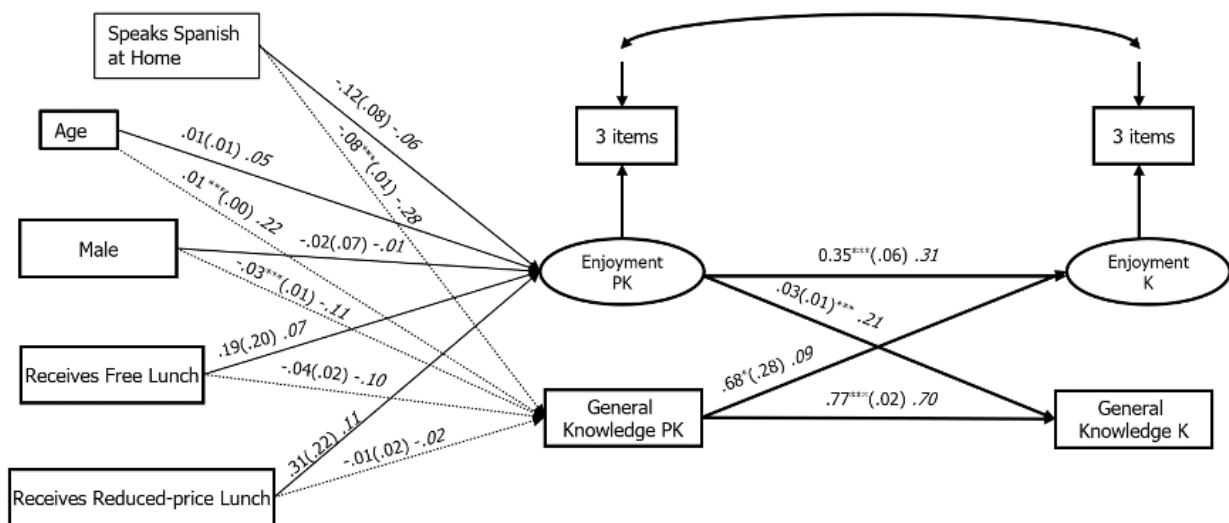 Speaks Spanish
at Home
-.12(.08) -.06
-.08***(.01) -.28
3 items
3 items
Age
.01(.01) .05
.01***(.00) .22
Male
-.02(.07) -.01
-.03***(.01) -.11
Enjoyment
PK
0.35***(.06) .31
Enjoyment
K
.03(.01)*** .21
.19(.20) .07
Receives Free Lunch
-.04(.02) -.10
.68*(.28) .09
.77***(.02) .70
General
Knowledge PK
General
Knowledge K
.31(.22) .11
-.01(.02) -.02
Receives Reduced-price Lunch